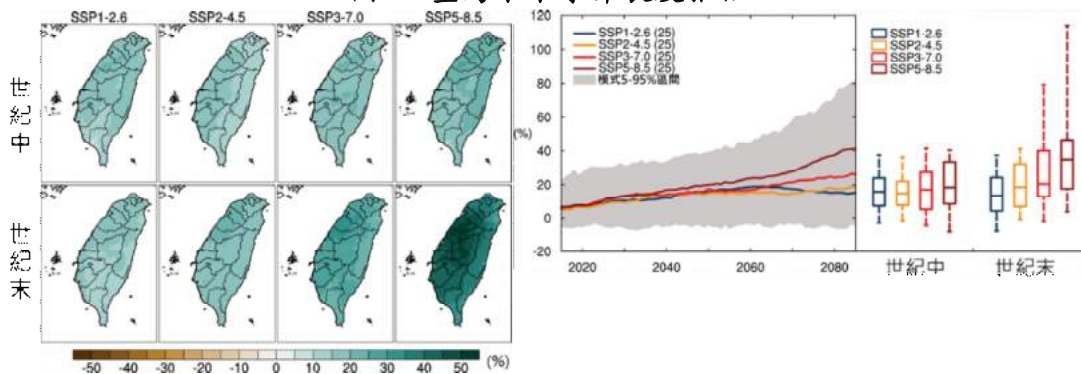 SSP1-2.6 SSP2-4.5 SSP3-7.0 SSP5-8.5
世紀中
世紀末
-50 -40 -30 -20 -10 0 10 20 30 40 50 (%)
120
100
80
60
40
20
0
-20
(%)
SSP1-2.6 (25)
SSP2-4.5 (25)
SSP3-7.0 (25)
SSP5-8.5 (25)
模式5-95%區間
2020 2040 2060 2080
SSP1-2.6
SSP2-4.5
SSP3-7.0
SSP5-8.5
世紀中 世紀末